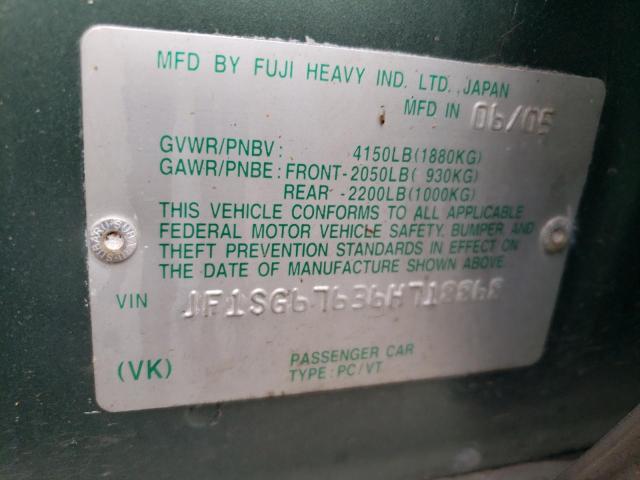 MFD BY FUJI HEAVY IND. LTD., JAPAN
MFD IN 06/05
GVWR/PNBV: 4150LB(1880KG)
GAWR/PNBE: FRONT-2050LB( 930KG)
REAR -2200LB(1000KG)
THIS VEHICLE CONFORMS TO ALL APPLICABLE
FEDERAL MOTOR VEHICLE SAFETY, BUMPER, AND
THEFT PREVENTION STANDARDS IN EFFECT ON
THE DATE OF MANUFACTURE SHOWN ABOVE.
VIN
(VK)
PASSENGER CAR
TYPE: PC/VT